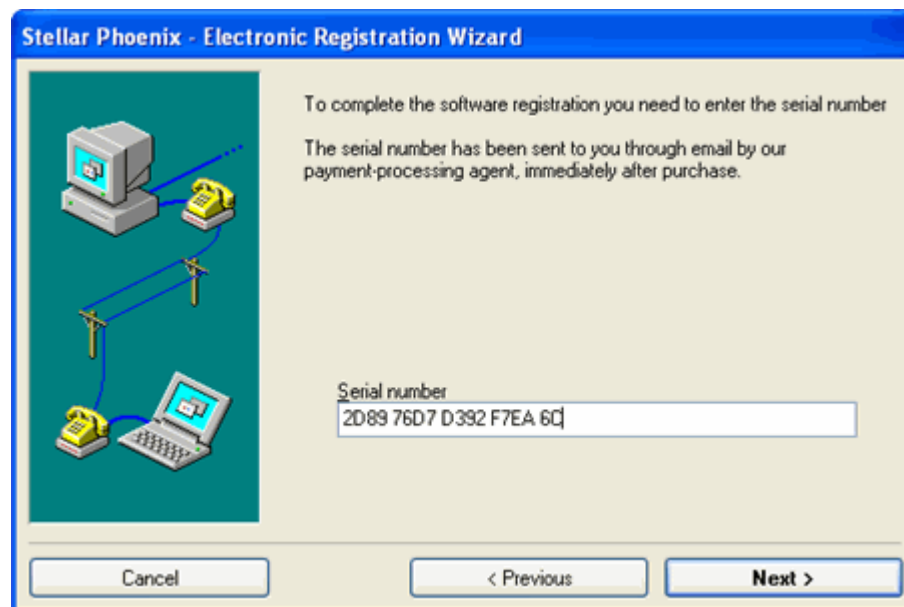 Stellar Phoenix - Electronic Registration Wizard
To complete the software registration you need to enter the serial number
The serial number has been sent to you through email by our
payment-processing agent, immediately after purchase.
Serial number
2D89 76D7 D392 F7EA 6C
Cancel
< Previous
Next >